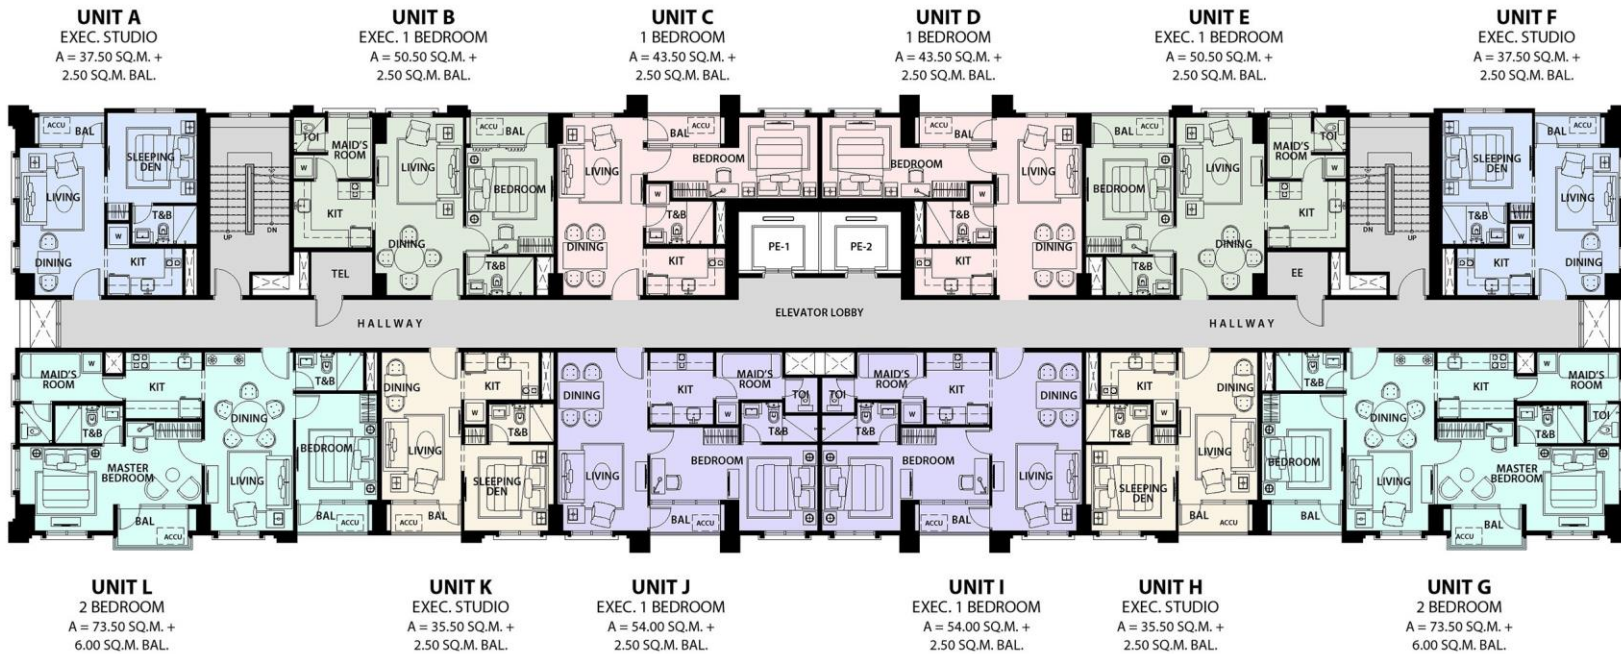 UNIT A
EXEC. STUDIO
A = 37.50 SQ.M. +
2.50 SQ.M. BAL.
UNIT B
EXEC. 1 BEDROOM
A = 50.50 SQ.M. +
2.50 SQ.M. BAL.
UNIT C
1 BEDROOM
A = 43.50 SQ.M. +
2.50 SQ.M. BAL.
UNIT D
1 BEDROOM
A = 43.50 SQ.M. +
2.50 SQ.M. BAL.
UNIT E
EXEC. 1 BEDROOM
A = 50.50 SQ.M. +
2.50 SQ.M. BAL.
UNIT F
EXEC. STUDIO
A = 37.50 SQ.M. +
2.50 SQ.M. BAL.
ACCU
BAL
SLEEPING
DEN
LIVING
T&B
W
DINING
KIT
UP
DN
TOI
MAID'S
ROOM
W
KIT
LIVING
DINING
ACCU
BAL
BEDROOM
T&B
TEL
LIVING
BAL
ACCU
BEDROOM
W
T&B
DINING
KIT
PE-1
PE-2
ACCU
BAL
BEDROOM
LIVING
W
T&B
KIT
DINING
BAL
ACCU
BEDROOM
T&B
LIVING
DINING
MAID'S
ROOM
TOI
W
KIT
EE
DN
UP
SLEEPING
DEN
BAL
ACCU
LIVING
T&B
W
KIT
DINING
HALLWAY
ELEVATOR LOBBY
HALLWAY
W
MAID'S
ROOM
KIT
T&B
DINING
T&B
MASTER
BEDROOM
BEDROOM
LIVING
BAL
ACCU
BAL
ACCU
DINING
KIT
W
T&B
LIVING
SLEEPING
DEN
ACCU
BAL
DINING
KIT
MAID'S
ROOM
TOI
W
T&B
LIVING
BEDROOM
BAL
ACCU
MAID'S
ROOM
TOI
KIT
DINING
T&B
W
BEDROOM
LIVING
ACCU
BAL
KIT
DINING
W
T&B
LIVING
SLEEPING
DEN
BAL
ACCU
T&B
KIT
W
MAID'S
ROOM
DINING
TOI
T&B
BEDROOM
LIVING
MASTER
BEDROOM
BAL
ACCU
BAL
UNIT L
2 BEDROOM
A = 73.50 SQ.M. +
6.00 SQ.M. BAL.
UNIT K
EXEC. STUDIO
A = 35.50 SQ.M. +
2.50 SQ.M. BAL.
UNIT J
EXEC. 1 BEDROOM
A = 54.00 SQ.M. +
2.50 SQ.M. BAL.
UNIT I
EXEC. 1 BEDROOM
A = 54.00 SQ.M. +
2.50 SQ.M. BAL.
UNIT H
EXEC. STUDIO
A = 35.50 SQ.M. +
2.50 SQ.M. BAL.
UNIT G
2 BEDROOM
A = 73.50 SQ.M. +
6.00 SQ.M. BAL.